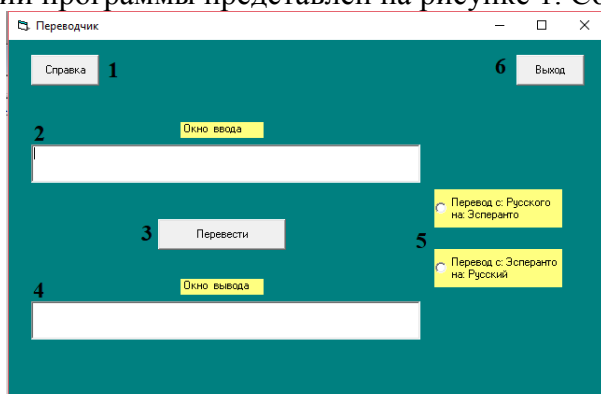 ии программы представлен на рисунке 1. Со
Переводчик
Справка 1
6 Выход
Окно ввода
2
Перевод с: Русского
на: Эсперанто
3 Перевести
5
Перевод с: Эсперанто
на: Русский
Окно вывода
4